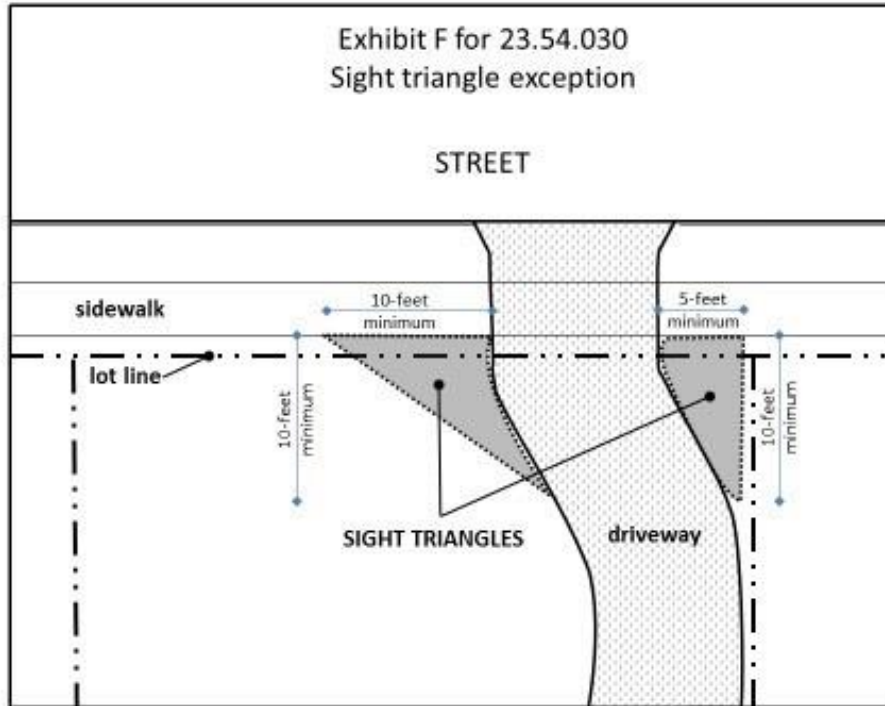 Exhibit F for 23.54.030
Sight triangle exception
STREET
sidewalk
10-feet
minimum
5-feet
minimum
lot line
10-feet
minimum
10-feet
minimum
SIGHT TRIANGLES
driveway